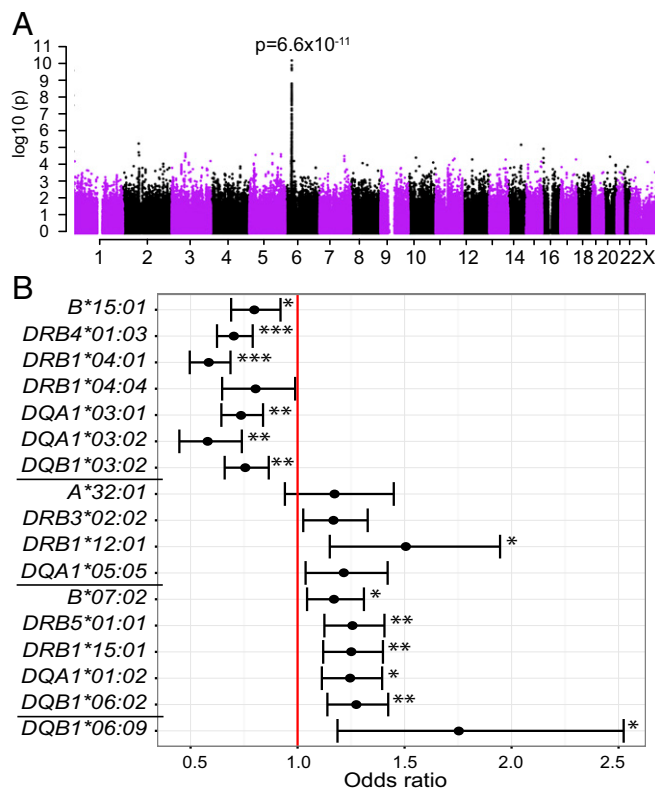 A
p=6.6x10-11
log10 (p)
11
10
9
8
7
6
5
4
3
2
1
0
1 2 3 4 5 6 7 8 9 10 12 14 16 18 20 22X
B
B*15:01 *
DRB4*01:03 ***
DRB1*04:01 ***
DRB1*04:04
DQA1*03:01 **
DQA1*03:02 **
DQB1*03:02 **
A*32:01
DRB3*02:02
DRB1*12:01 *
DQA1*05:05
B*07:02 *
DRB5*01:01 **
DRB1*15:01 **
DQA1*01:02 *
DQB1*06:02 **
DQB1*06:09 *
0.5 1.0 1.5 2.0 2.5
Odds ratio